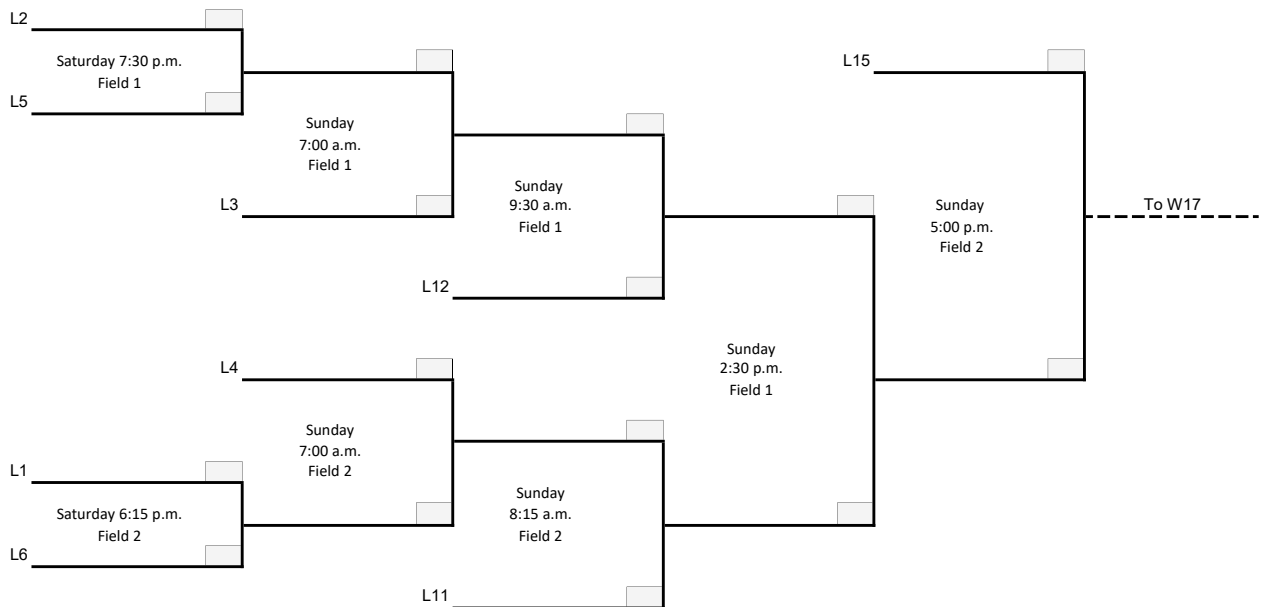 L2
Saturday 7:30 p.m.
Field 1
L5
L15
Sunday
7:00 a.m.
Field 1
L3
Sunday
9:30 a.m.
Field 1
Sunday
5:00 p.m.
Field 2
To W17
L12
L4
Sunday
2:30 p.m.
Field 1
Sunday
7:00 a.m.
Field 2
L1
Saturday 6:15 p.m.
Field 2
L6
Sunday
8:15 a.m.
Field 2
L11